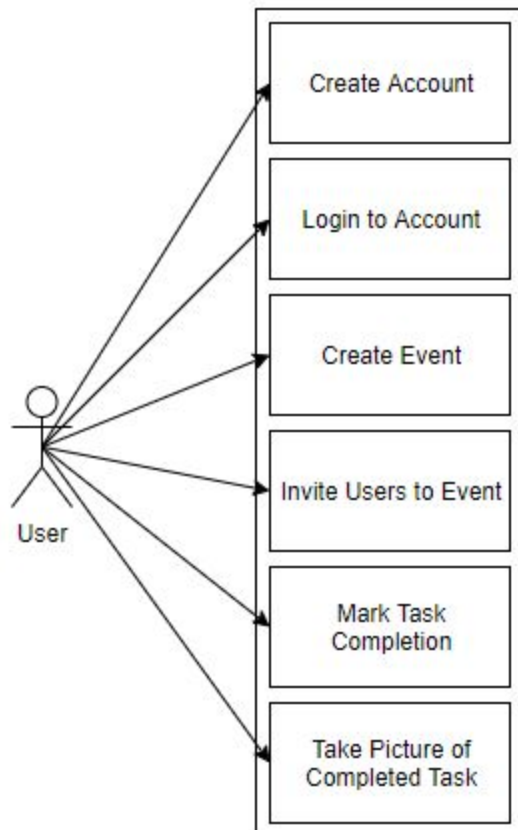 Create Account
Login to Account
Create Event
Invite Users to Event
User
Mark Task
Completion
Take Picture of
Completed Task